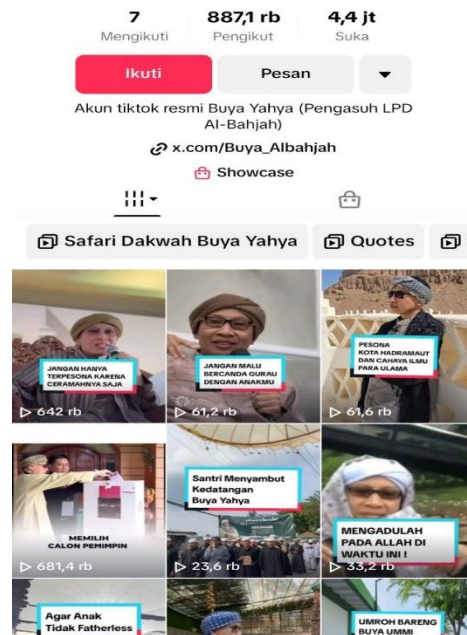 7 887,1 rb 4,4 jt
Mengikuti Pengikut Suka
Ikuti Pesan
Akun tiktok resmi Buya Yahya (Pengasuh LPD
Al-Bahjah)
x.com/Buya_Albahjah
Showcase
Safari Dakwah Buya Yahya Quotes
JANGAN HANYA
TERPESONA KARENA
CERAMAHNYA SAJA
642 rb
JANGAN MALU
BERCANDA GURAU
DENGAN ANAKMU
61,2 rb
PESONA
KOTA HADRAMAUT
DAN CAHAYA ILMU
PARA ULAMA
61,6 rb
MEMILIH
CALON PEMIMPIN
681,4 rb
Santri Menyambut
Kedatangan
Buya Yahya
23,6 rb
MENGADULAH
PADA ALLAH DI
WAKTU INI !
33,2 rb
Agar Anak
Tidak Fatherless
UMROH BARENG
BUYA UMMI